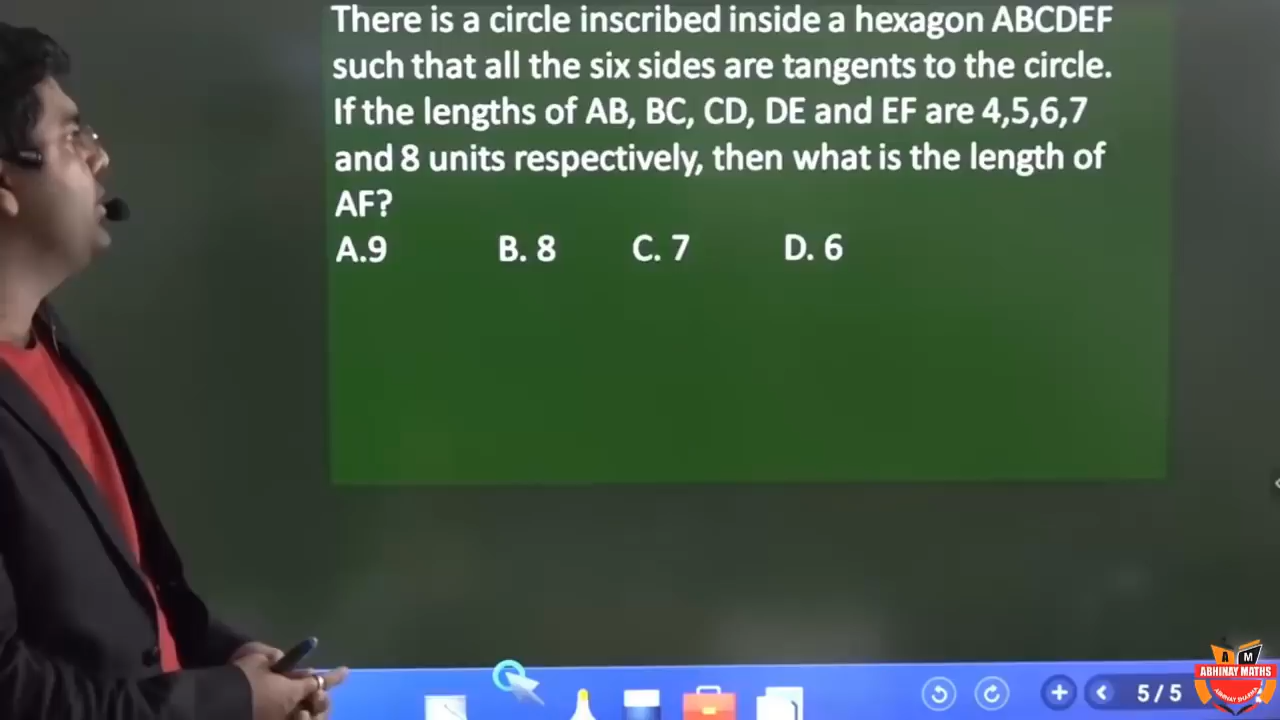 There is a circle inscribed inside a hexagon ABCDEF
such that all the six sides are tangents to the circle.
If the lengths of AB, BC, CD, DE and EF are 4,5,6,7
and 8 units respectively, then what is the length of
AF?
A.9 B. 8 C. 7 D. 6
5 / 5
A M
ABHINAY MATHS
ABHINAY SHARMA